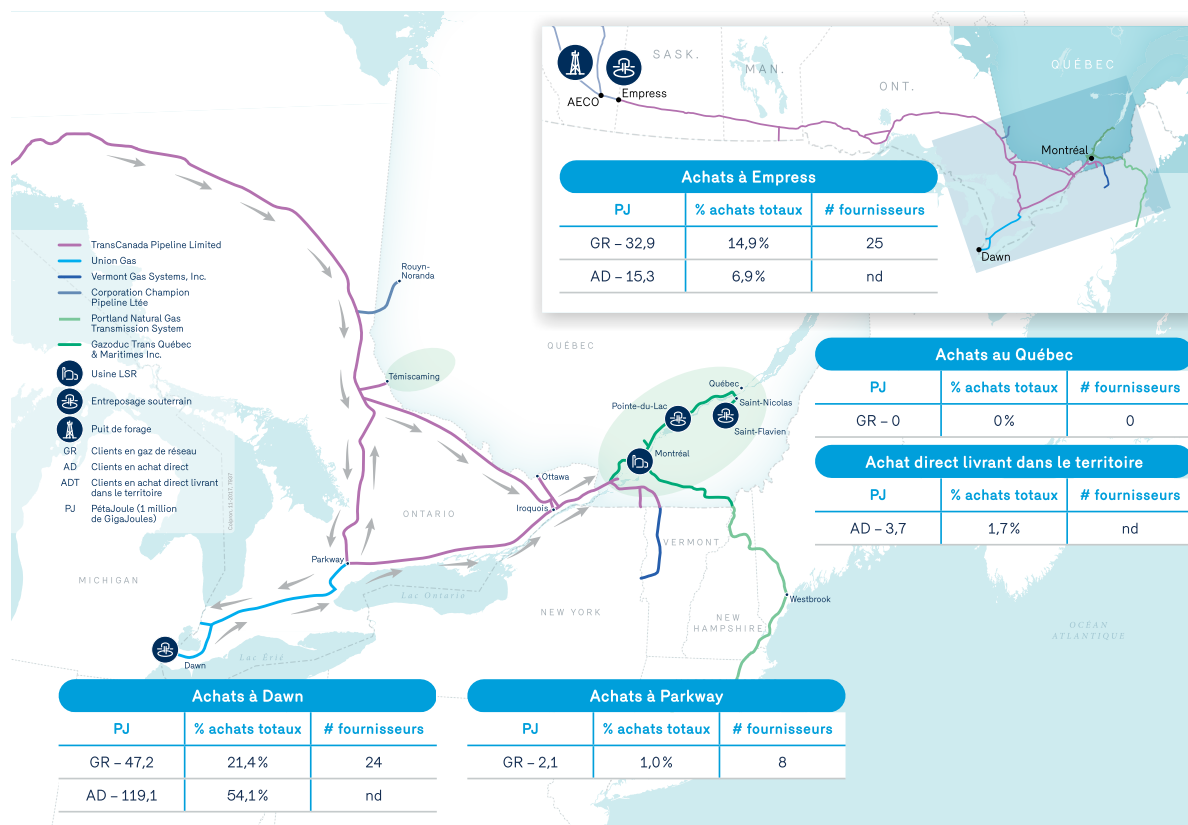 SASK.
MAN.
ONT.
QUÉBEC
AECO
Empress
Montréal
Dawn
Achats à Empress
PJ % achats totaux # fournisseurs
GR – 32,9 14,9% 25
AD – 15,3 6,9% nd
TransCanada Pipeline Limited
Union Gas
Vermont Gas Systems, Inc.
Corporation Champion
Pipeline Ltée
Portland Natural Gas
Transmission System
Gazoduc Trans Québec
& Maritimes Inc.
Usine LSR
Entreposage souterrain
Puit de forage
GR Clients en gaz de réseau
AD Clients en achat direct
ADT Clients en achat direct livrant
dans le territoire
PJ PétaJoule (1 million
de GigaJoules)
Rouyn-
Noranda
QUÉBEC
Témiscaming
Québec
Saint-Nicolas
Pointe-du-Lac
Saint-Flavien
Montréal
Ottawa
Iroquois
ONTARIO
Parkway
MICHIGAN
VERMONT
Lac Ontario
NEW YORK
NEW
HAMPSHIRE
Westbrook
OCÉAN
ATLANTIQUE
Lac Érié
Dawn
Achats au Québec
PJ % achats totaux # fournisseurs
GR – 0 0% 0
Achat direct livrant dans le territoire
PJ % achats totaux # fournisseurs
AD – 3,7 1,7% nd
Achats à Dawn
PJ % achats totaux # fournisseurs
GR – 47,2 21,4% 24
AD – 119,1 54,1% nd
Achats à Parkway
PJ % achats totaux # fournisseurs
GR – 2,1 1,0% 8